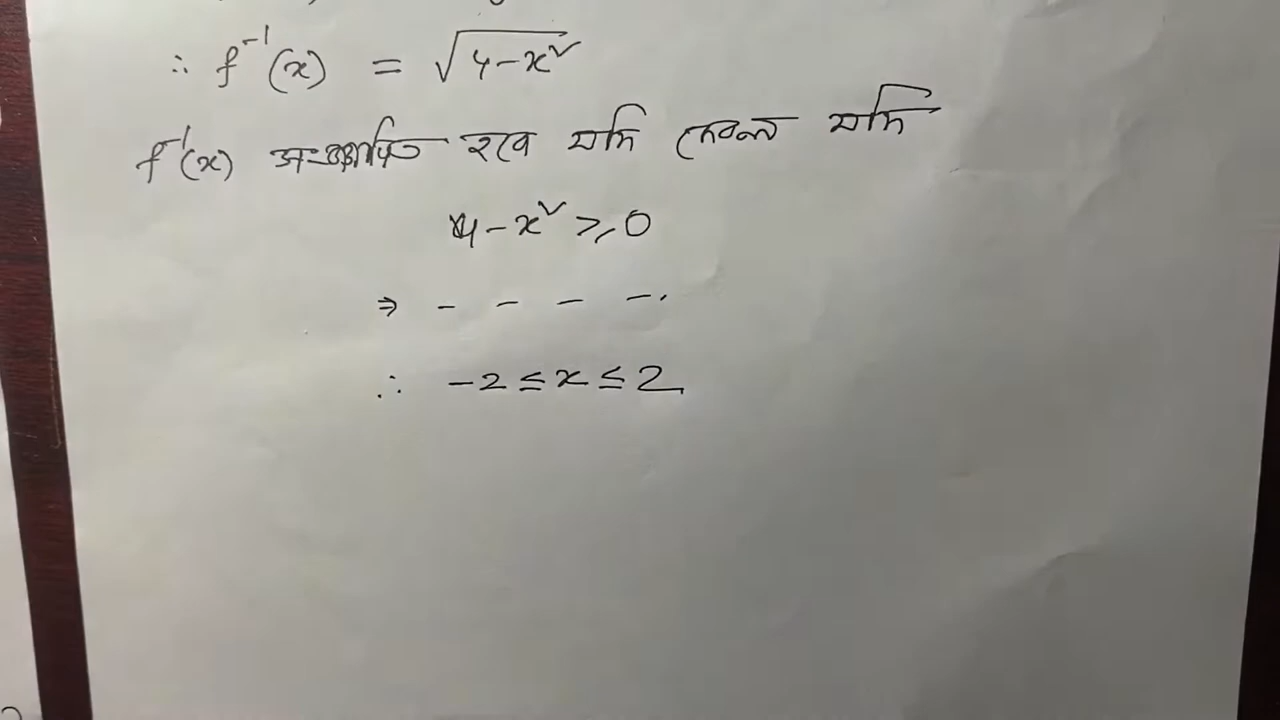 ∴ f⁻¹(x) = √(4-x²)
f⁻¹(x) সংজ্ঞায়িত হবে যদি কেবল যদি
4-x² ≥ 0
⇒ - - - -.
∴ -2 ≤ x ≤ 2